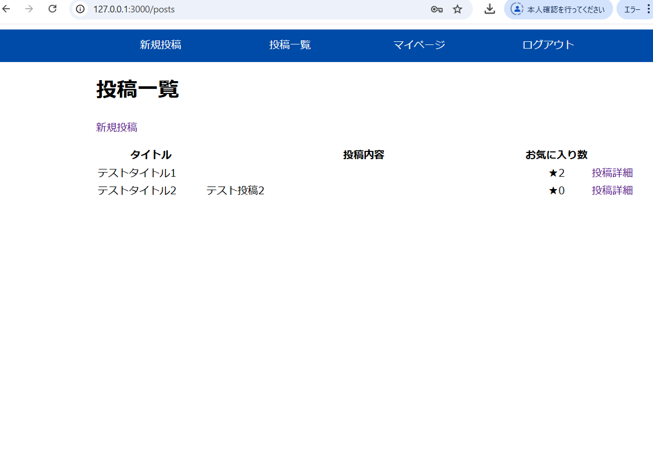 127.0.0.1:3000/posts 本人確認を行ってください エラー
新規投稿 投稿一覧 マイページ ログアウト
投稿一覧
新規投稿
タイトル 投稿内容 お気に入り数
テストタイトル1 ★2 投稿詳細
テストタイトル2 テスト投稿2 ★0 投稿詳細